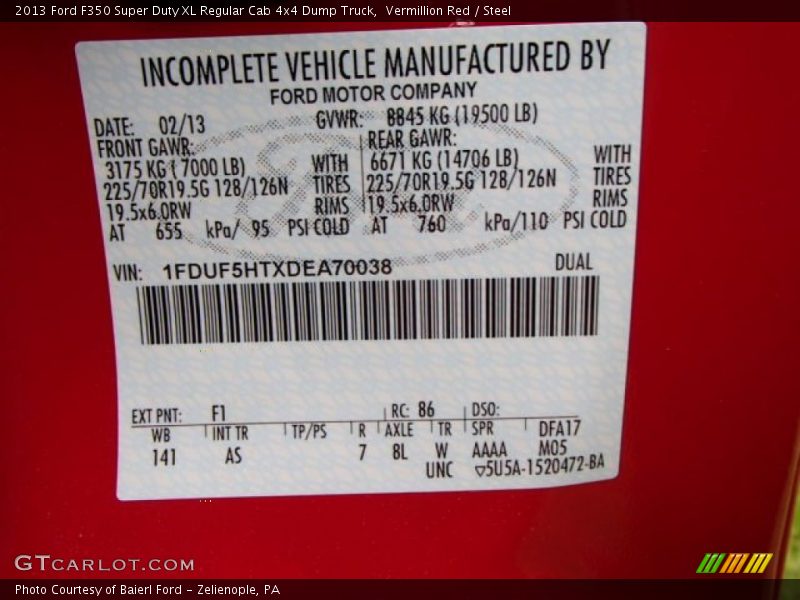 2013 Ford F350 Super Duty XL Regular Cab 4x4 Dump Truck, Vermillion Red / Steel
INCOMPLETE VEHICLE MANUFACTURED BY
FORD MOTOR COMPANY
DATE: 02/13 GVWR: 8845 KG (19500 LB)
FRONT GAWR: REAR GAWR:
3175 KG ( 7000 LB) WITH 6671 KG (14706 LB) WITH
225/70R19.5G 128/126N TIRES 225/70R19.5G 128/126N TIRES
19.5x6.0RW RIMS 19.5x6.0RW RIMS
AT 655 kPa/ 95 PSI COLD AT 760 kPa/110 PSI COLD
VIN: 1FDUF5HTXDEA70038 DUAL
EXT PNT: F1 RC: 86 DSO:
WB INT TR TP/PS R AXLE TR SPR DFA17
141 AS 7 8L W AAAA M05
UNC ▽5U5A-1520472-BA
GTCARLOT.COM
Photo Courtesy of Baierl Ford - Zelienople, PA